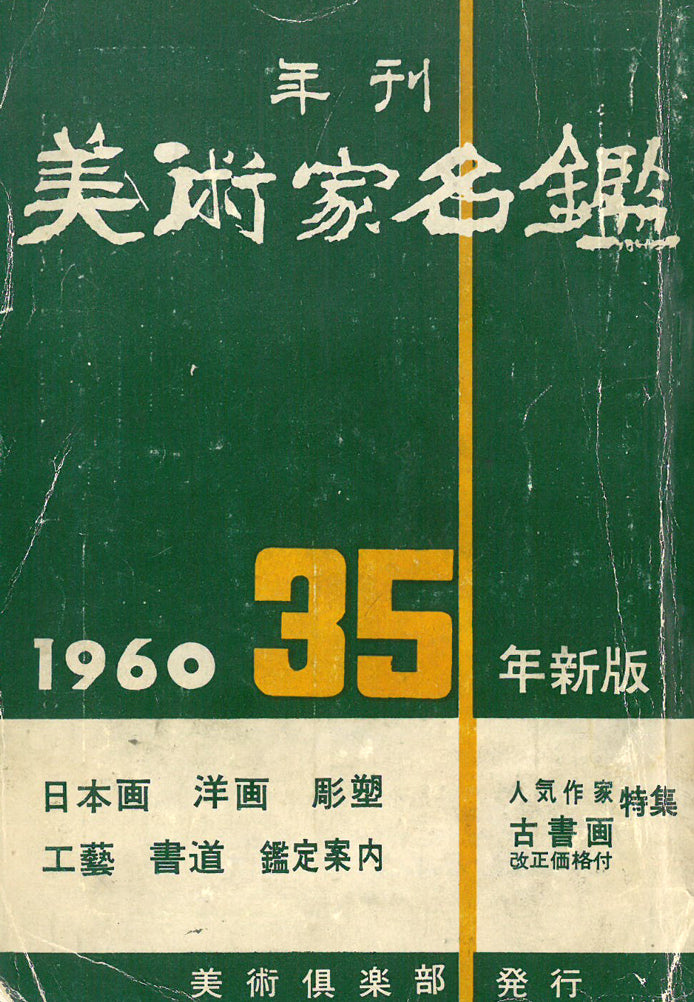 年刊
美術家名鑑
1960 35年新版
日本画 洋画 彫塑
工藝 書道 鑑定案内
人気作家
古書画
改正価格付
特集
美術倶楽部 発行